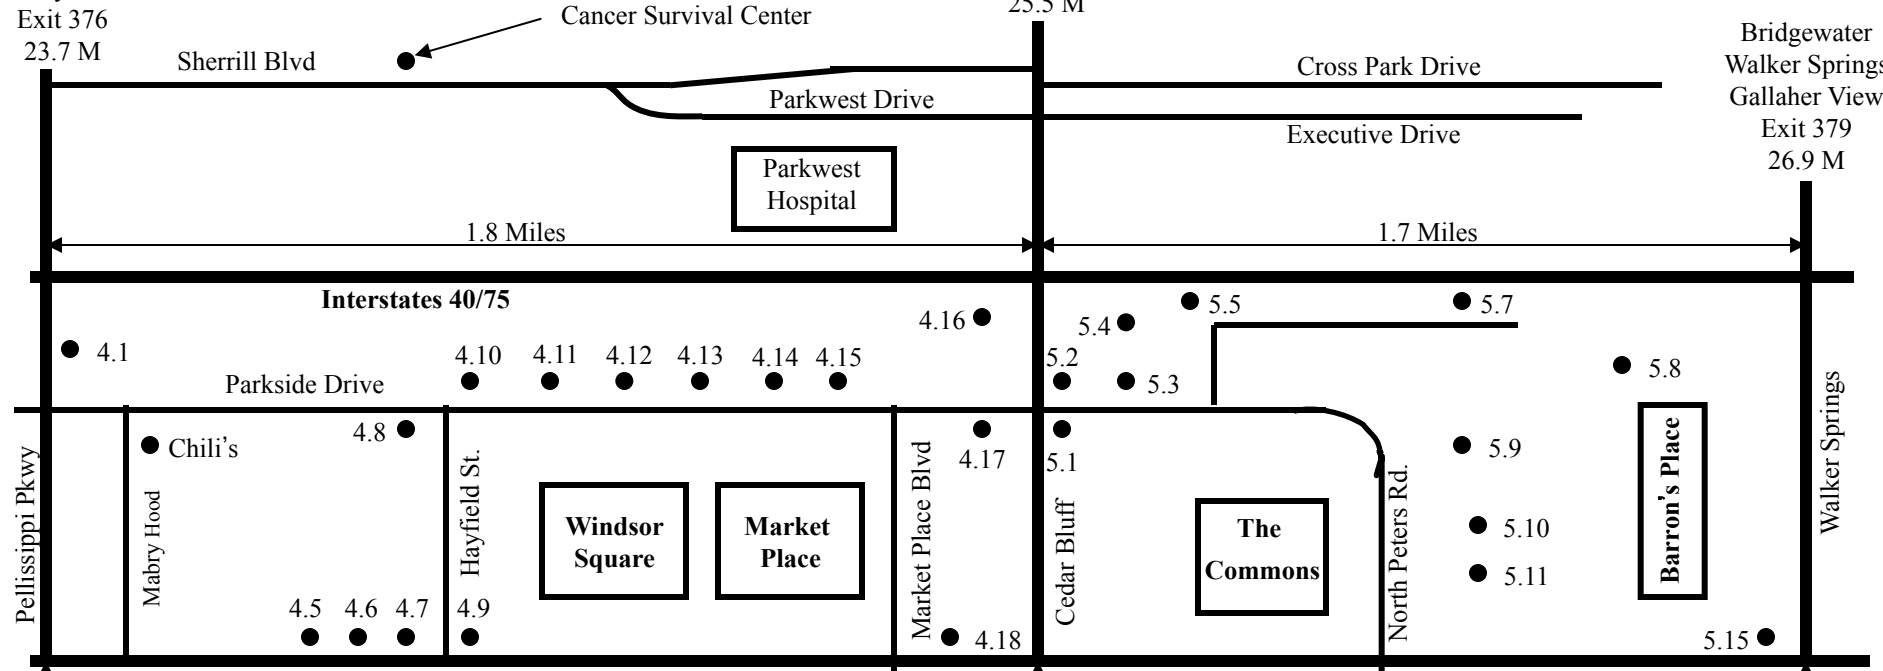 Exit 376
23.7 M
Cancer Survival Center
25.5 M
Bridgewater
Walker Springs
Gallaher View
Exit 379
26.9 M
Sherrill Blvd
Cross Park Drive
Parkwest Drive
Executive Drive
Parkwest
Hospital
1.8 Miles
1.7 Miles
Interstates 40/75
4.16
5.4
5.5
5.7
4.1
4.10
4.11
4.12
4.13
4.14
4.15
5.2
5.3
5.8
Parkside Drive
Chili’s
4.8
4.17
5.1
5.9
Pellissippi Pkwy
Mabry Hood
Hayfield St.
Windsor
Square
Market
Place
Market Place Blvd
Cedar Bluff
The
Commons
North Peters Rd.
5.10
5.11
Barron’s Place
Walker Springs
4.5
4.6
4.7
4.9
4.18
5.15